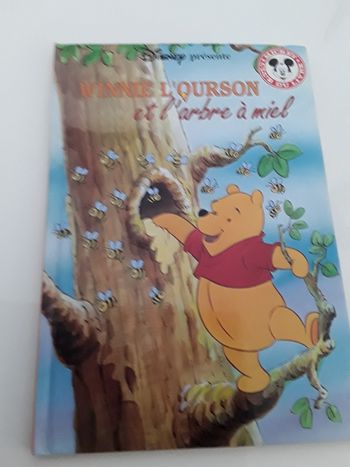 Disney présente
WINNIE L'OURSON
et l'arbre à miel